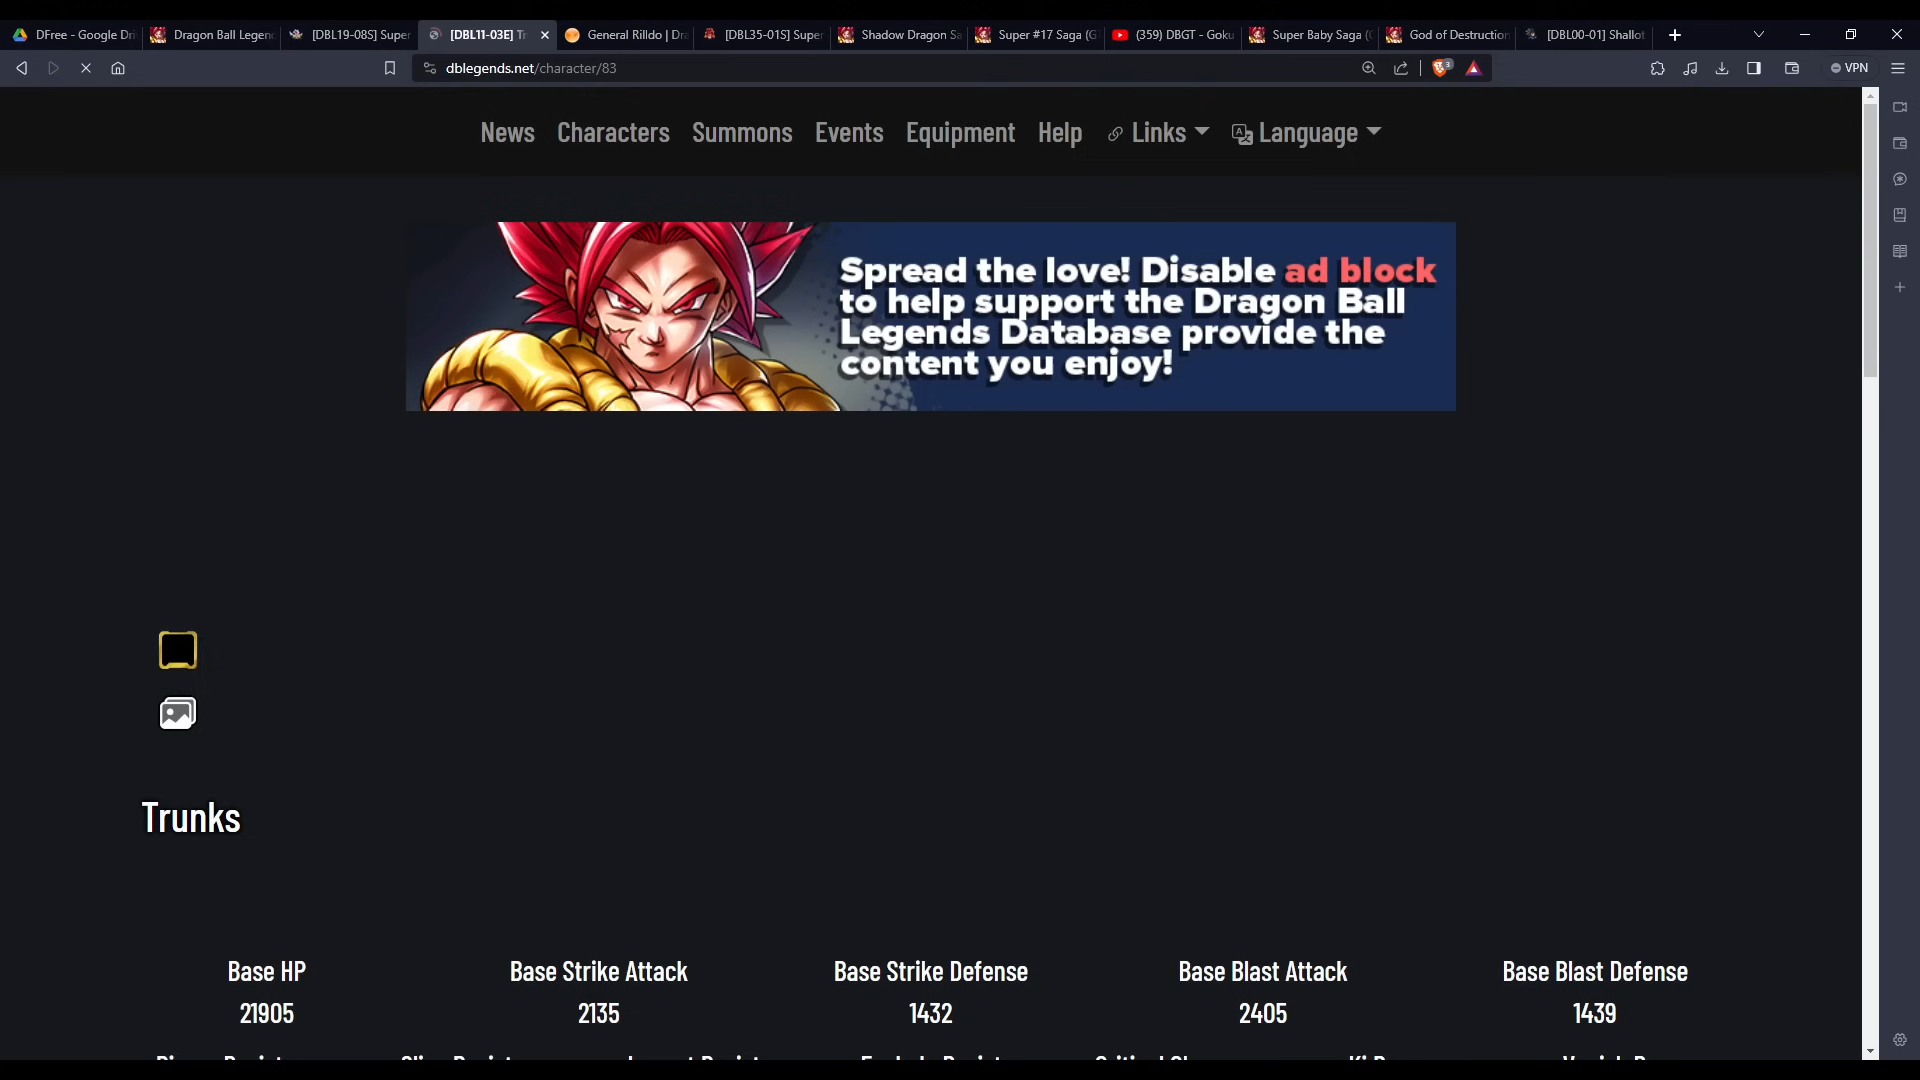 DFree - Google Dri
Dragon Ball Legend
[DBL19-08S] Super
[DBL11-03E] Tr
General Rilldo | Dra
[DBL35-01S] Super
Shadow Dragon Sa
Super #17 Saga (G
(359) DBGT - Goku
Super Baby Saga (
God of Destruction
[DBL00-01] Shallot
dblegends.net/character/83
3
VPN
News Characters Summons Events Equipment Help Links Language
Spread the love! Disable ad block
to help support the Dragon Ball
Legends Database provide the
content you enjoy!
Trunks
Base HP
21905
Base Strike Attack
2135
Base Strike Defense
1432
Base Blast Attack
2405
Base Blast Defense
1439